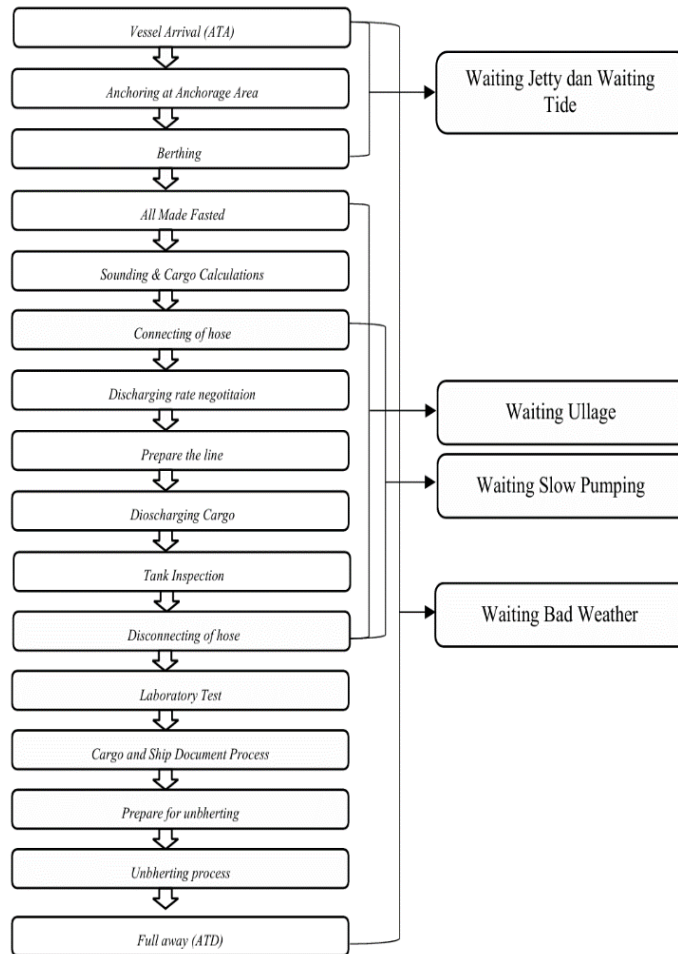 Vessel Arrival (ATA)
Anchoring at Anchorage Area
Berthing
All Made Fasted
Sounding & Cargo Calculations
Connecting of hose
Discharging rate negotitaion
Prepare the line
Dioscharging Cargo
Tank Inspection
Disconnecting of hose
Laboratory Test
Cargo and Ship Document Process
Prepare for unbherting
Unbherting process
Full away (ATD)
Waiting Jetty dan Waiting
Tide
Waiting Ullage
Waiting Slow Pumping
Waiting Bad Weather